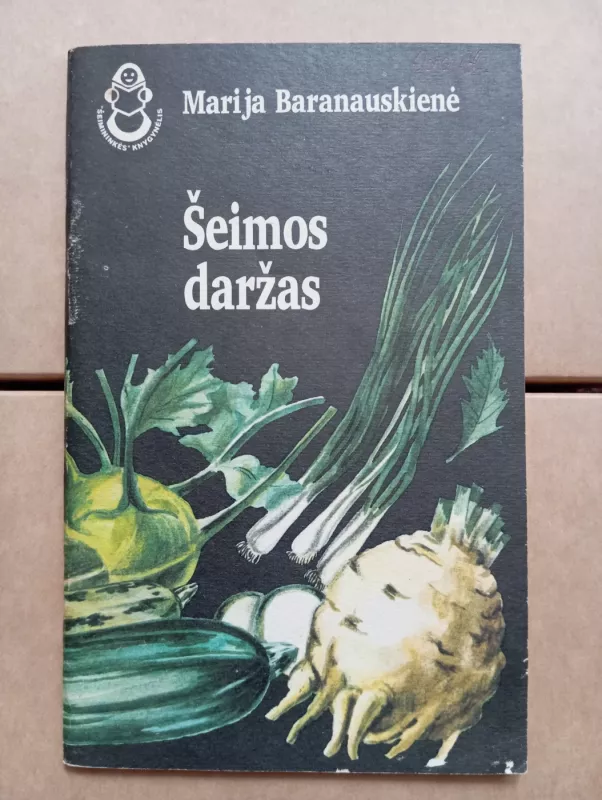 „ŠEIMININKĖS“ KNYGYNĖLIS
Marija Baranauskienė
Šeimos
daržas